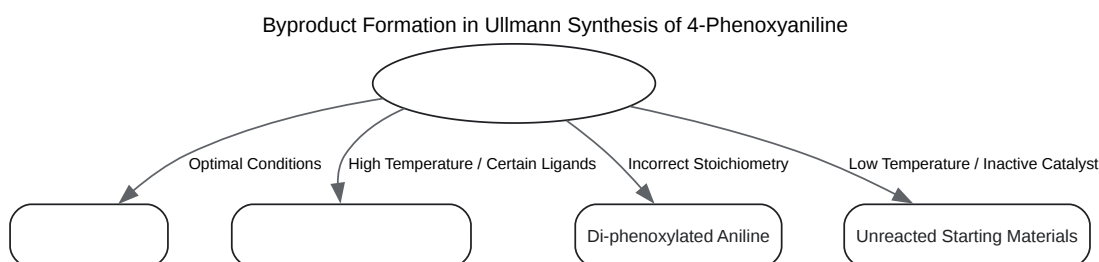 Byproduct Formation in Ullmann Synthesis of 4-Phenoxyaniline
Optimal Conditions
High Temperature / Certain Ligands
Incorrect Stoichiometry
Low Temperature / Inactive Catalyst
Di-phenoxylated Aniline
Unreacted Starting Materials